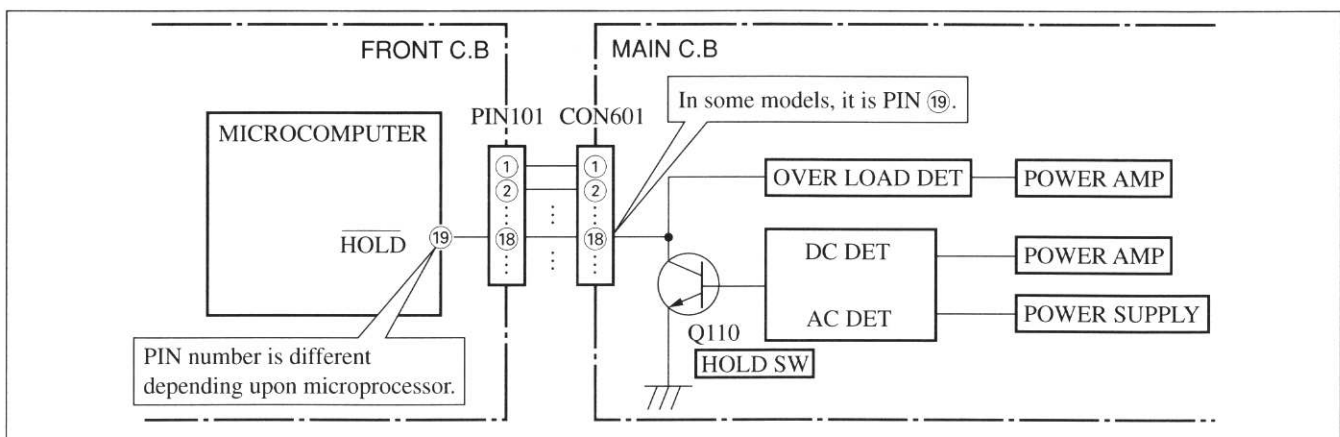 FRONT C.B
MAIN C.B
In some models, it is PIN ⑲.
PIN101
CON601
MICROCOMPUTER
① ①
② ②
HOLD ⑲ ⑱ ⑱
OVER LOAD DET
POWER AMP
DC DET
POWER AMP
AC DET
POWER SUPPLY
Q110
HOLD SW
PIN number is different
depending upon microprocessor.